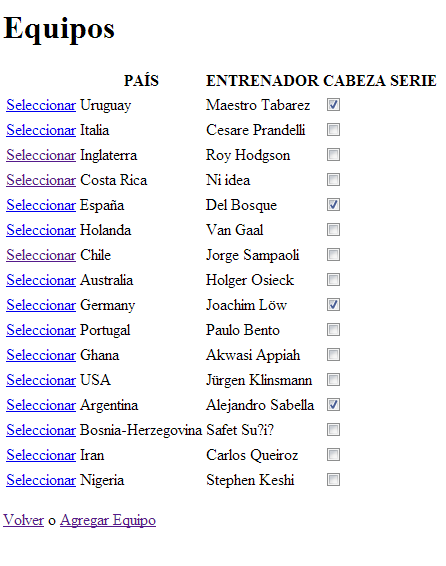 Equipos
PAÍS ENTRENADOR CABEZA SERIE
Seleccionar Uruguay Maestro Tabarez
Seleccionar Italia Cesare Prandelli
Seleccionar Inglaterra Roy Hodgson
Seleccionar Costa Rica Ni idea
Seleccionar España Del Bosque
Seleccionar Holanda Van Gaal
Seleccionar Chile Jorge Sampaoli
Seleccionar Australia Holger Osieck
Seleccionar Germany Joachim Löw
Seleccionar Portugal Paulo Bento
Seleccionar Ghana Akwasi Appiah
Seleccionar USA Jürgen Klinsmann
Seleccionar Argentina Alejandro Sabella
Seleccionar Bosnia-Herzegovina Safet Su?i?
Seleccionar Iran Carlos Queiroz
Seleccionar Nigeria Stephen Keshi
Volver o Agregar Equipo